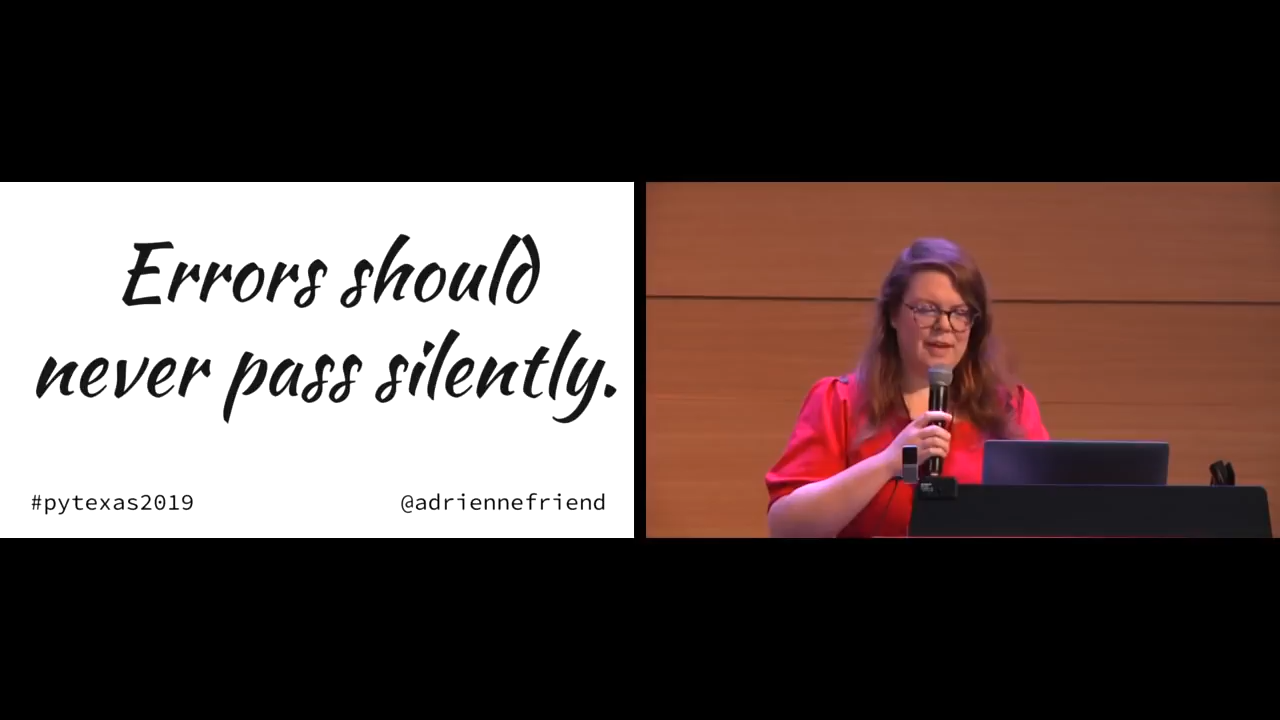 Errors should
never pass silently.
#pytexas2019
@adriennefriend